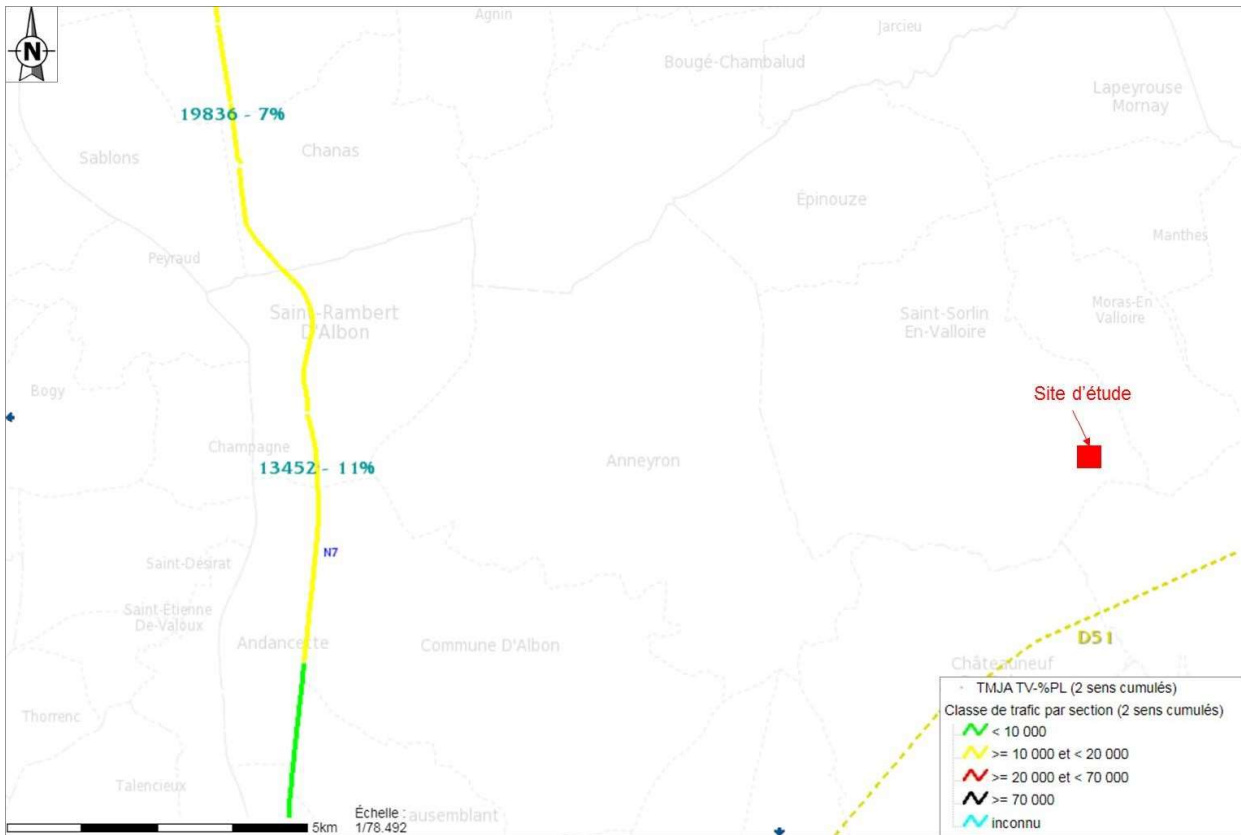 N
Agnin
Jarcieu
Bougé-Chambalud
Lapeyrouse
Mornay
19836 - 7%
Chanas
Sablons
Épinouze
Manthes
Peyraud
Saint-Rambert
D'Albon
Saint-Sorlin
En-Valloire
Moras-En
Valloire
Bogy
Site d'étude
Champagne
Anneyron
13452 - 11%
N7
Saint-Désirat
Saint-Étienne
De-Valoux
Andancette
Commune D'Albon
D51
Châteauneuf
Thorrenc
Talencieux
TMJA TV-%PL (2 sens cumulés)
Classe de trafic par section (2 sens cumulés)
< 10 000
>= 10 000 et < 20 000
>= 20 000 et < 70 000
>= 70 000
inconnu
5km
Échelle :
1/78.492
ausemblant